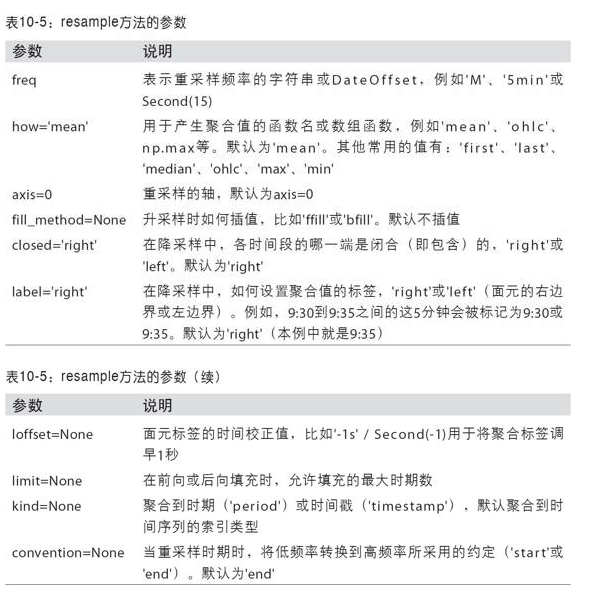 表10-5：resample方法的参数
参数 说明
freq 表示重采样频率的字符串或DateOffset，例如'M'、'5min'或
Second(15)
how='mean' 用于产生聚合值的函数名或数组函数，例如'mean'、'ohlc'、
np.max等。默认为'mean'。其他常用的值有：'first'、'last'、
'median'、'ohlc'、'max'、'min'
axis=0 重采样的轴，默认为axis=0
fill_method=None 升采样时如何插值，比如'ffill'或'bfill'。默认不插值
closed='right' 在降采样中，各时间段的哪一端是闭合（即包含）的，'right'或
'left'。默认为'right'
label='right' 在降采样中，如何设置聚合值的标签，'right'或'left'（面元的右边
界或左边界）。例如，9:30到9:35之间的这5分钟会被标记为9:30或
9:35。默认为'right'（本例中就是9:35）
表10-5：resample方法的参数（续）
参数 说明
loffset=None 面元标签的时间校正值，比如'-1s' / Second(-1)用于将聚合标签调
早1秒
limit=None 在前向或后向填充时，允许填充的最大时期数
kind=None 聚合到时期（'period'）或时间戳（'timestamp'），默认聚合到时
间序列的索引类型
convention=None 当重采样时期时，将低频率转换到高频率所采用的约定（'start'或
'end'）。默认为'end'